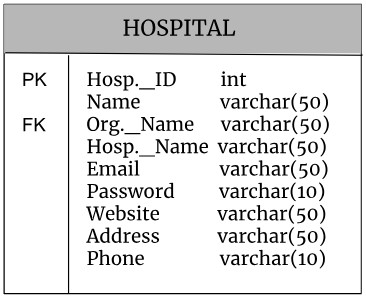 HOSPITAL
PK Hosp._ID int
Name varchar(50)
FK Org._Name varchar(50)
Hosp._Name varchar(50)
Email varchar(50)
Password varchar(10)
Website varchar(50)
Address varchar(50)
Phone varchar(10)